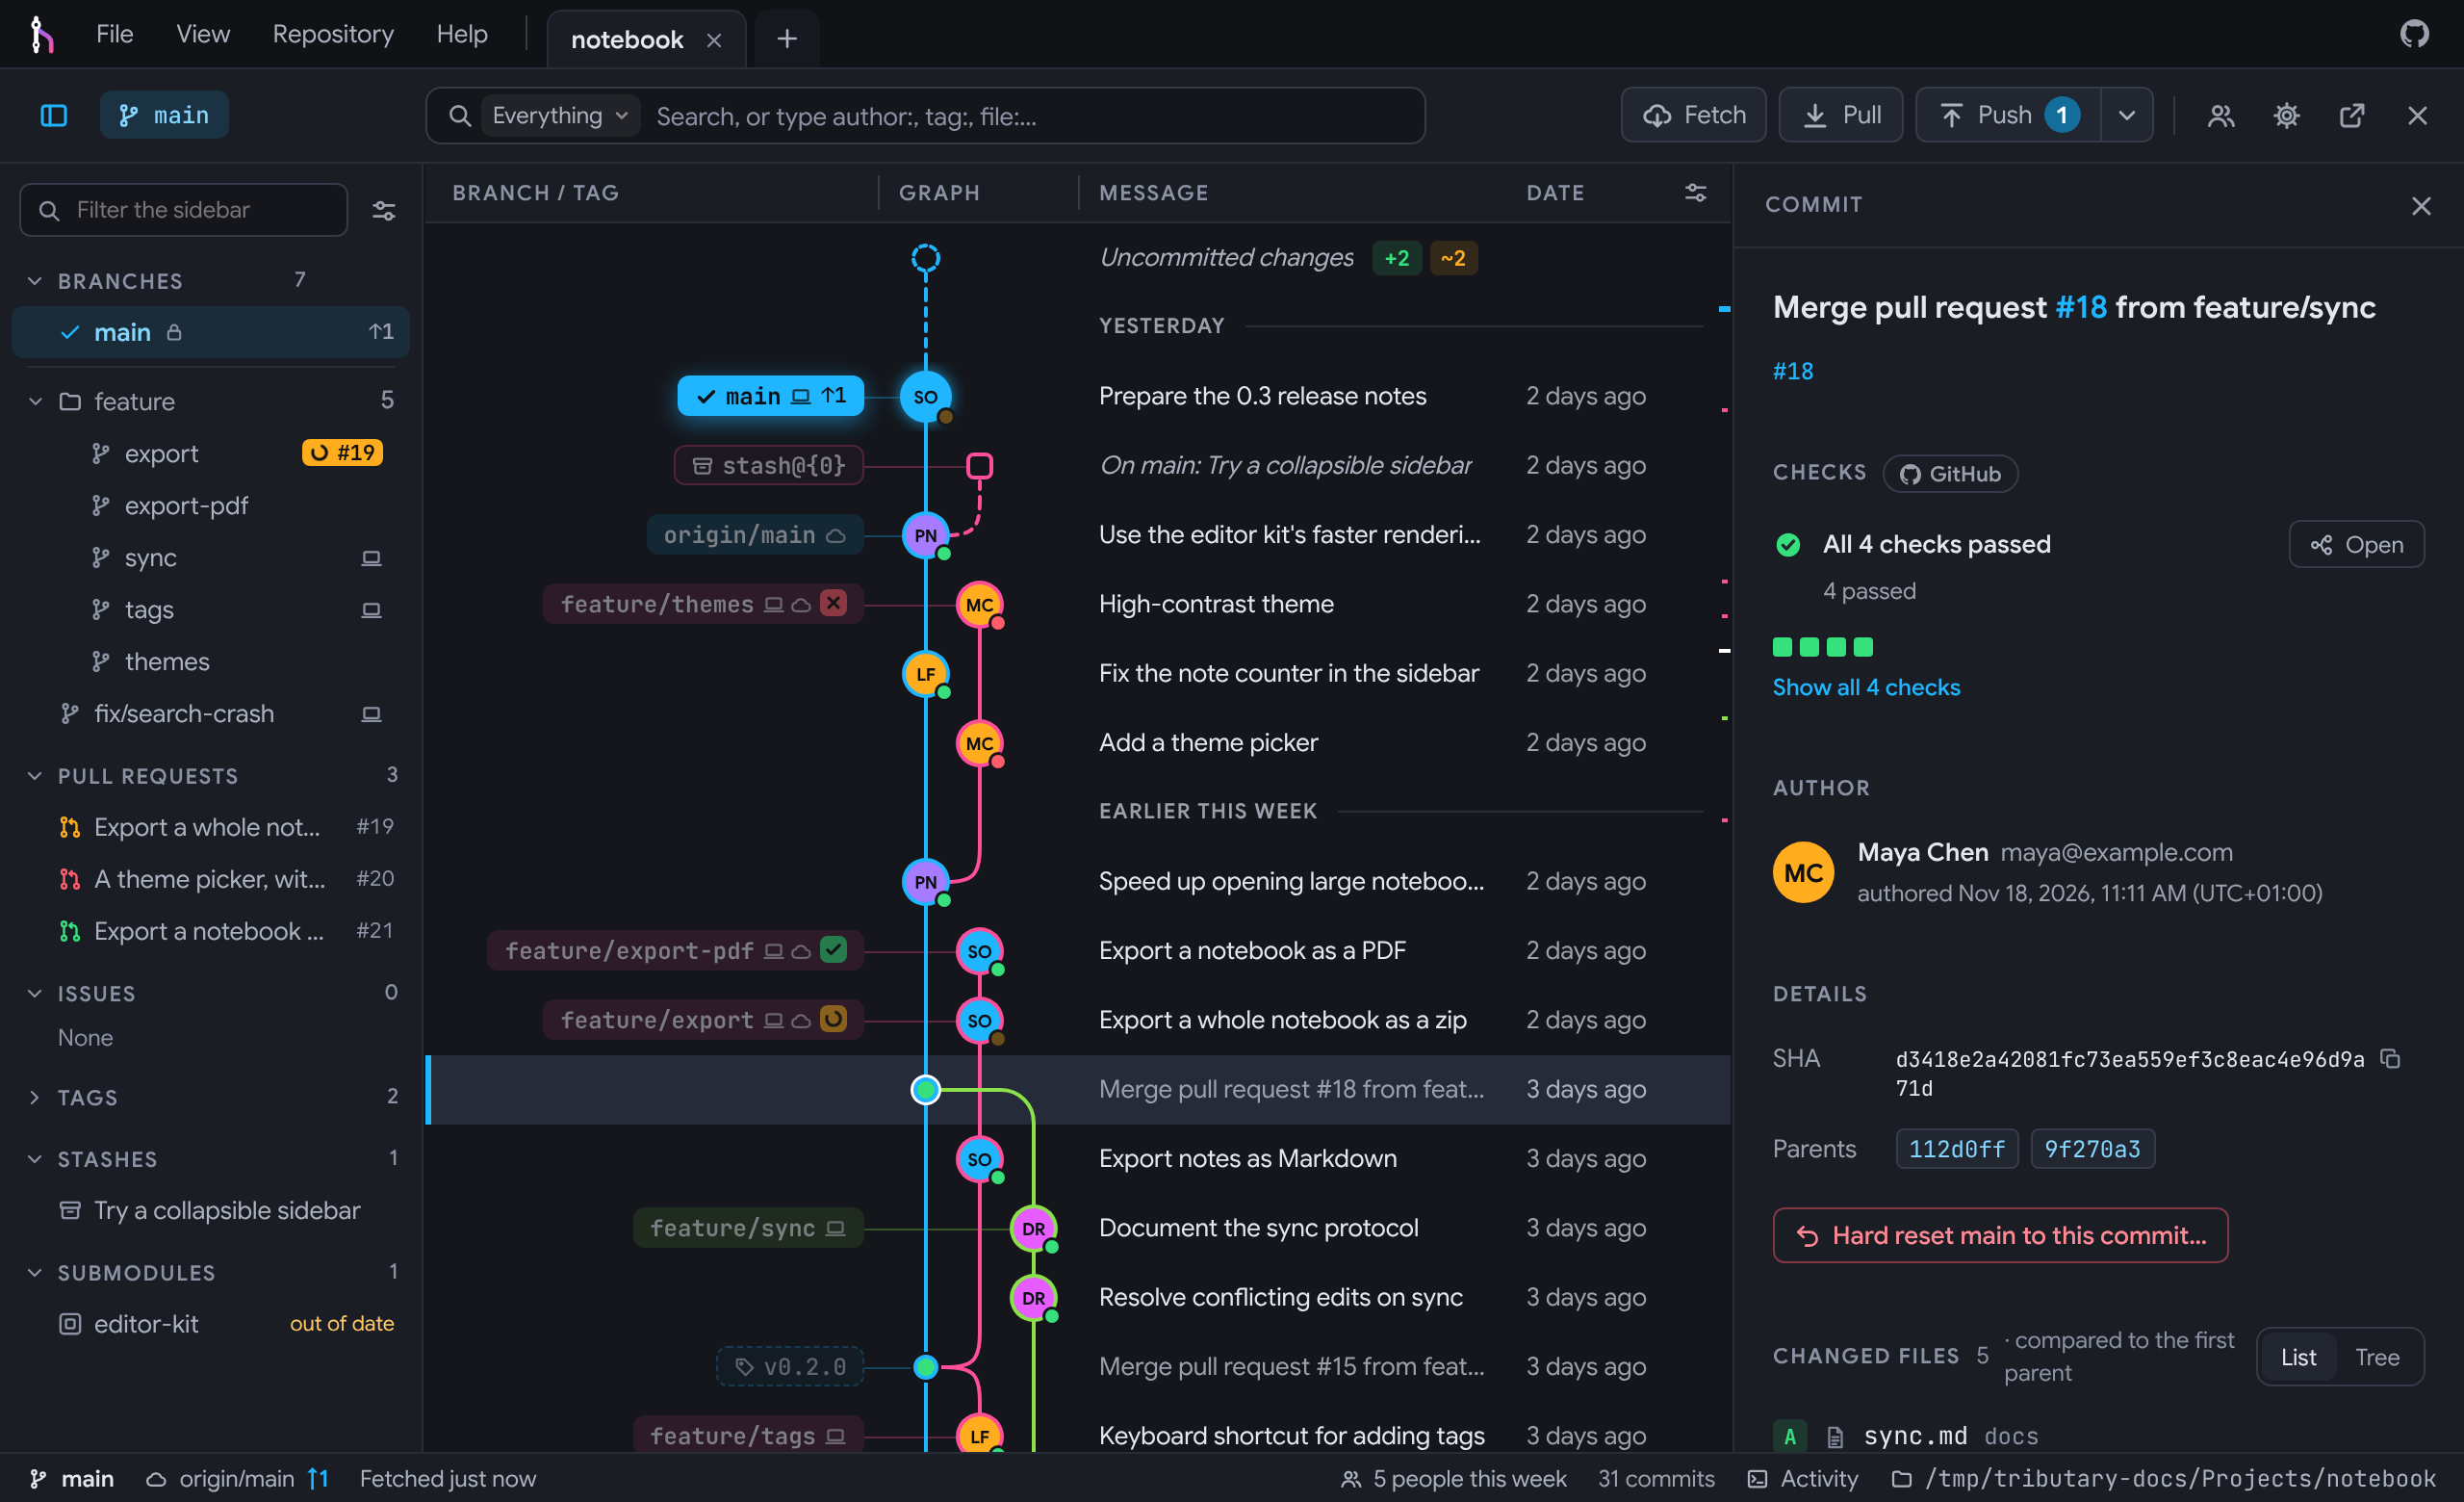 File View Repository Help notebook
main Everything Search, or type author:, tag:, file:... Fetch Pull Push 1
Filter the sidebar
BRANCHES 7
main ↑1
feature 5
export #19
export-pdf
sync
tags
themes
fix/search-crash
PULL REQUESTS 3
Export a whole not... #19
A theme picker, wit... #20
Export a notebook ... #21
ISSUES 0
None
TAGS 2
STASHES 1
Try a collapsible sidebar
SUBMODULES 1
editor-kit out of date
BRANCH / TAG GRAPH MESSAGE DATE
Uncommitted changes +2 ~2
YESTERDAY
main ↑1 SO Prepare the 0.3 release notes 2 days ago
stash@{0} On main: Try a collapsible sidebar 2 days ago
origin/main PN Use the editor kit's faster renderi... 2 days ago
feature/themes MC High-contrast theme 2 days ago
LF Fix the note counter in the sidebar 2 days ago
MC Add a theme picker 2 days ago
EARLIER THIS WEEK
PN Speed up opening large noteboo... 2 days ago
feature/export-pdf SO Export a notebook as a PDF 2 days ago
feature/export SO Export a whole notebook as a zip 2 days ago
Merge pull request #18 from feat... 3 days ago
SO Export notes as Markdown 3 days ago
feature/sync DR Document the sync protocol 3 days ago
DR Resolve conflicting edits on sync 3 days ago
v0.2.0 Merge pull request #15 from feat... 3 days ago
feature/tags LF Keyboard shortcut for adding tags 3 days ago
COMMIT
Merge pull request #18 from feature/sync
#18
CHECKS GitHub
All 4 checks passed Open
4 passed
Show all 4 checks
AUTHOR
MC Maya Chen maya@example.com
authored Nov 18, 2026, 11:11 AM (UTC+01:00)
DETAILS
SHA d3418e2a42081fc73ea559ef3c8eac4e96d9a
71d
Parents 112d0ff 9f270a3
Hard reset main to this commit...
CHANGED FILES 5 · compared to the first
parent List Tree
A sync.md docs
main origin/main ↑1 Fetched just now 5 people this week 31 commits Activity /tmp/tributary-docs/Projects/notebook